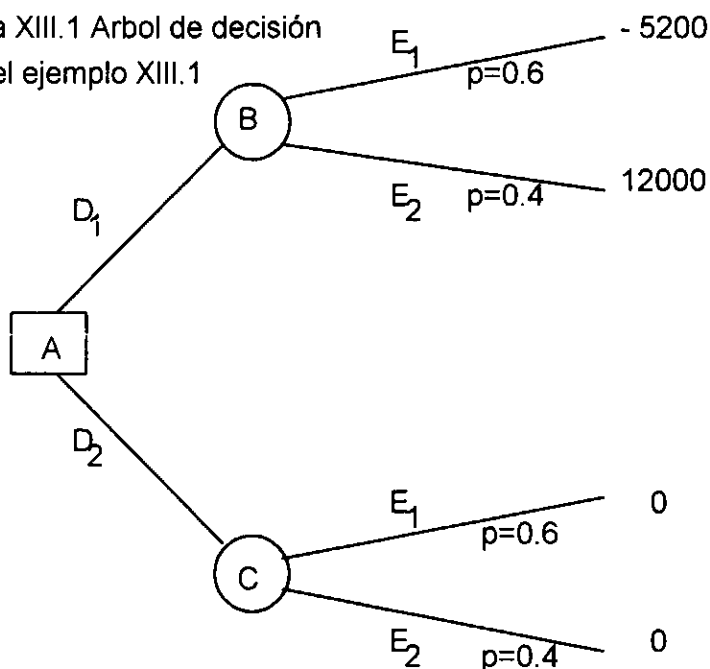 a XIII.1 Arbol de decisión
el ejemplo XIII.1
E1 p=0.6 - 5200
B
E2 p=0.4 12000
D1
A
D2
E1 p=0.6 0
C
E2 p=0.4 0